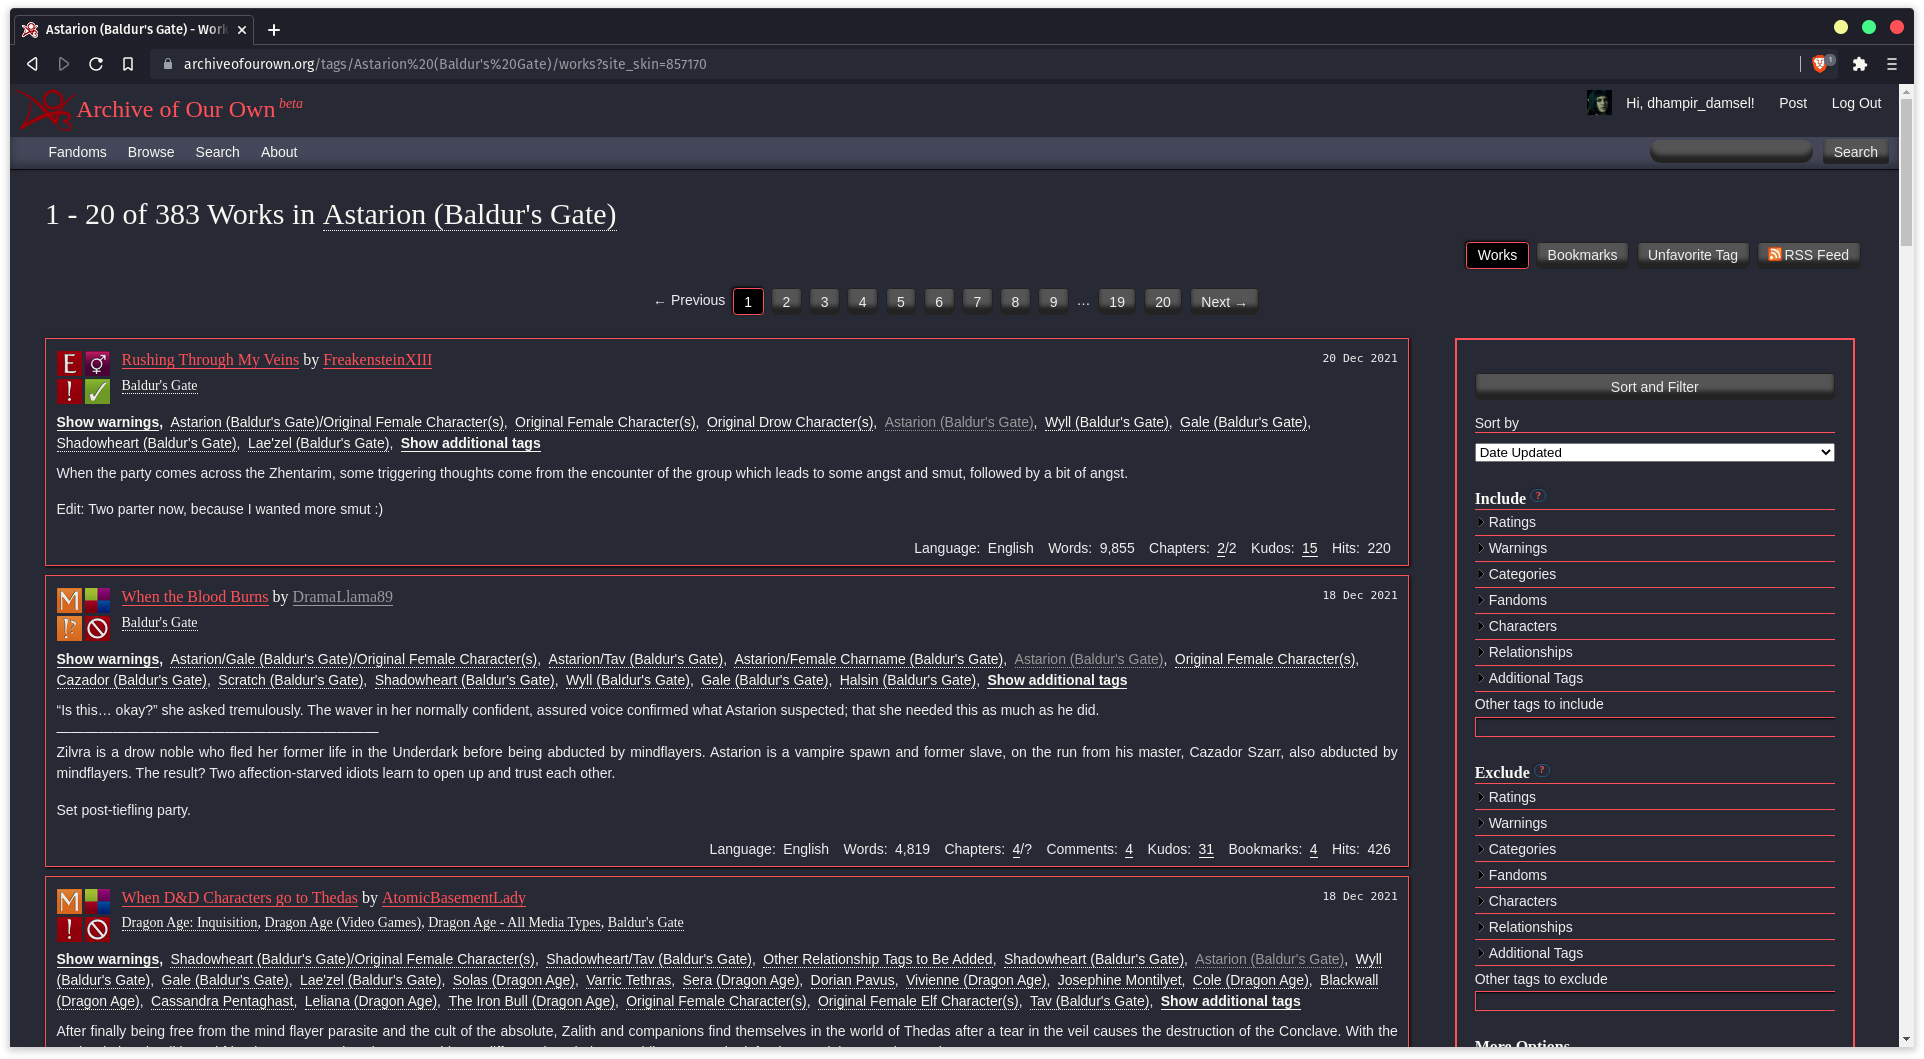 Astarion (Baldur's Gate) - Work
archiveofourown.org/tags/Astarion%20(Baldur's%20Gate)/works?site_skin=857170
1
Archive of Our Own beta
Hi, dhampir_damsel! Post Log Out
Fandoms Browse Search About
Search
1 - 20 of 383 Works in Astarion (Baldur's Gate)
Works Bookmarks Unfavorite Tag RSS Feed
← Previous 1 2 3 4 5 6 7 8 9 … 19 20 Next →
Rushing Through My Veins by FreakensteinXIII
20 Dec 2021
Baldur's Gate
Show warnings, Astarion (Baldur's Gate)/Original Female Character(s), Original Female Character(s), Original Drow Character(s), Astarion (Baldur's Gate), Wyll (Baldur's Gate), Gale (Baldur's Gate),
Shadowheart (Baldur's Gate), Lae'zel (Baldur's Gate), Show additional tags
When the party comes across the Zhentarim, some triggering thoughts come from the encounter of the group which leads to some angst and smut, followed by a bit of angst.
Edit: Two parter now, because I wanted more smut :)
Language: English Words: 9,855 Chapters: 2/2 Kudos: 15 Hits: 220
When the Blood Burns by DramaLlama89
18 Dec 2021
Baldur's Gate
Show warnings, Astarion/Gale (Baldur's Gate)/Original Female Character(s), Astarion/Tav (Baldur's Gate), Astarion/Female Charname (Baldur's Gate), Astarion (Baldur's Gate), Original Female Character(s),
Cazador (Baldur's Gate), Scratch (Baldur's Gate), Shadowheart (Baldur's Gate), Wyll (Baldur's Gate), Gale (Baldur's Gate), Halsin (Baldur's Gate), Show additional tags
“Is this… okay?” she asked tremulously. The waver in her normally confident, assured voice confirmed what Astarion suspected; that she needed this as much as he did.
Zilvra is a drow noble who fled her former life in the Underdark before being abducted by mindflayers. Astarion is a vampire spawn and former slave, on the run from his master, Cazador Szarr, also abducted by
mindflayers. The result? Two affection-starved idiots learn to open up and trust each other.
Set post-tiefling party.
Language: English Words: 4,819 Chapters: 4/? Comments: 4 Kudos: 31 Bookmarks: 4 Hits: 426
When D&D Characters go to Thedas by AtomicBasementLady
18 Dec 2021
Dragon Age: Inquisition, Dragon Age (Video Games), Dragon Age - All Media Types, Baldur's Gate
Show warnings, Shadowheart (Baldur's Gate)/Original Female Character(s), Shadowheart/Tav (Baldur's Gate), Other Relationship Tags to Be Added, Shadowheart (Baldur's Gate), Astarion (Baldur's Gate), Wyll
(Baldur's Gate), Gale (Baldur's Gate), Lae'zel (Baldur's Gate), Solas (Dragon Age), Varric Tethras, Sera (Dragon Age), Dorian Pavus, Vivienne (Dragon Age), Josephine Montilyet, Cole (Dragon Age), Blackwall
(Dragon Age), Cassandra Pentaghast, Leliana (Dragon Age), The Iron Bull (Dragon Age), Original Female Character(s), Original Female Elf Character(s), Tav (Baldur's Gate), Show additional tags
After finally being free from the mind flayer parasite and the cult of the absolute, Zalith and companions find themselves in the world of Thedas after a tear in the veil causes the destruction of the Conclave. With the
Sort and Filter
Sort by
Date Updated
Include ?
Ratings
Warnings
Categories
Fandoms
Characters
Relationships
Additional Tags
Other tags to include
Exclude ?
Ratings
Warnings
Categories
Fandoms
Characters
Relationships
Additional Tags
Other tags to exclude
More Options